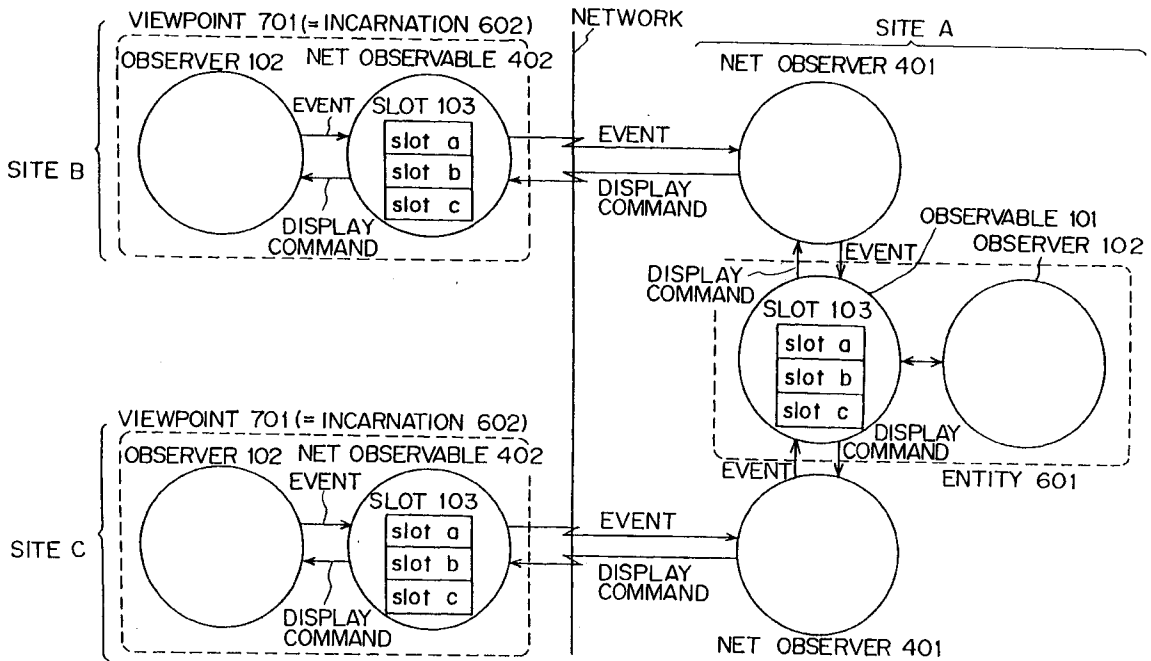 VIEWPOINT 701 (= INCARNATION 602)
OBSERVER 102
NET OBSERVABLE 402
EVENT
SLOT 103
slot a
slot b
slot c
DISPLAY
COMMAND
SITE B
NETWORK
EVENT
DISPLAY
COMMAND
SITE A
NET OBSERVER 401
OBSERVABLE 101
OBSERVER 102
EVENT
DISPLAY
COMMAND
SLOT 103
slot a
slot b
slot c
DISPLAY
COMMAND
EVENT
ENTITY 601
VIEWPOINT 701 (= INCARNATION 602)
OBSERVER 102
NET OBSERVABLE 402
EVENT
SLOT 103
slot a
slot b
slot c
DISPLAY
COMMAND
SITE C
EVENT
DISPLAY
COMMAND
NET OBSERVER 401